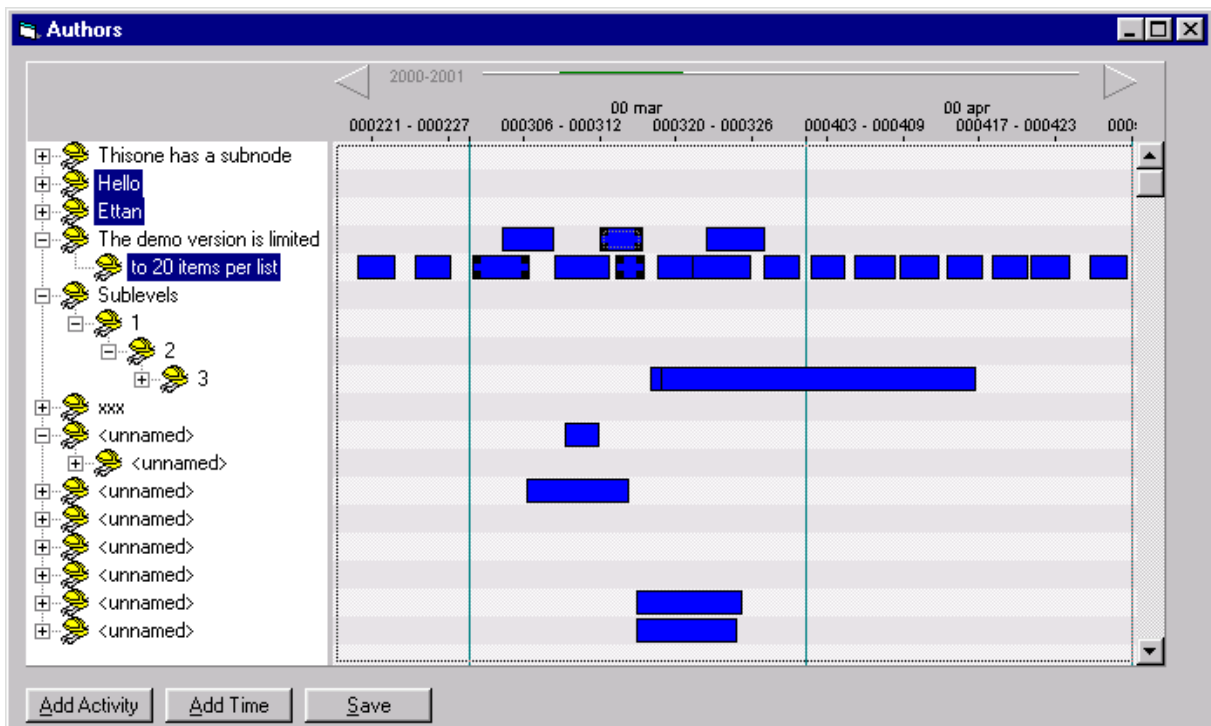 Authors
2000-2001
00 mar 00 apr
000221 - 000227 000306 - 000312 000320 - 000326 000403 - 000409 000417 - 000423 000:
Thisone has a subnode
Hello
Ettan
The demo version is limited
to 20 items per list
Sublevels
1
2
3
xxx
<unnamed>
<unnamed>
<unnamed>
<unnamed>
<unnamed>
<unnamed>
<unnamed>
<unnamed>
Add Activity Add Time Save